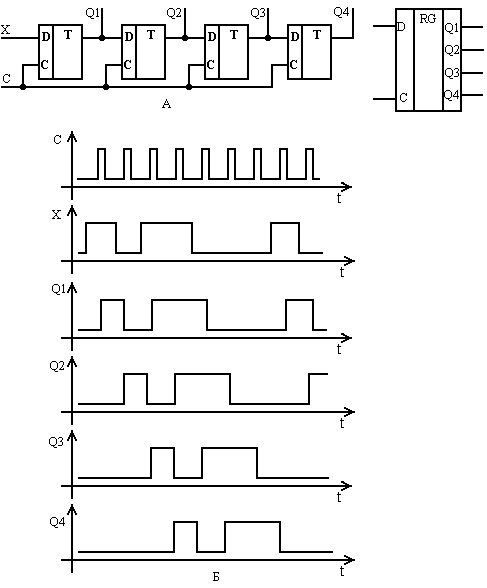 Q1 Q2 Q3 Q4
X D T D T D T D T
C C C C
C
А
D RG Q1
Q2
Q3
C Q4
C
t
X
t
Q1
t
Q2
t
Q3
t
Q4
t
Б